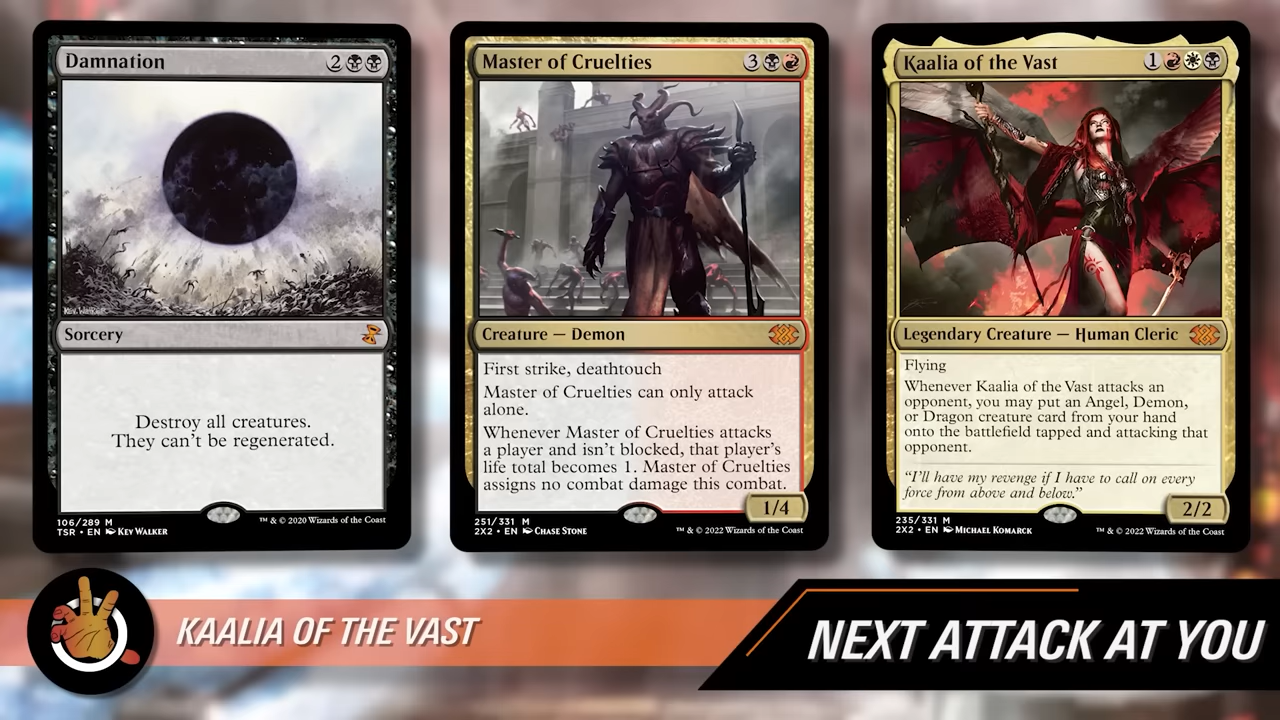 Damnation 2
Sorcery
Destroy all creatures.
They can't be regenerated.
106/289 M
TSR • EN Kev Walker
™ & © 2020 Wizards of the Coast
Kev Walker
Master of Cruelties 3
Creature — Demon
First strike, deathtouch
Master of Cruelties can only attack
alone.
Whenever Master of Cruelties attacks
a player and isn't blocked, that player's
life total becomes 1. Master of Cruelties
assigns no combat damage this combat.
1/4
251/331 M
2X2 • EN Chase Stone
™ & © 2022 Wizards of the Coast
Kaalia of the Vast 1
Legendary Creature — Human Cleric
Flying
Whenever Kaalia of the Vast attacks an
opponent, you may put an Angel, Demon,
or Dragon creature card from your hand
onto the battlefield tapped and attacking that
opponent.
“I'll have my revenge if I have to call on every
force from above and below.”
2/2
235/331 M
2X2 • EN Michael Komarck
™ & © 2022 Wizards of the Coast
KAALIA OF THE VAST
NEXT ATTACK AT YOU